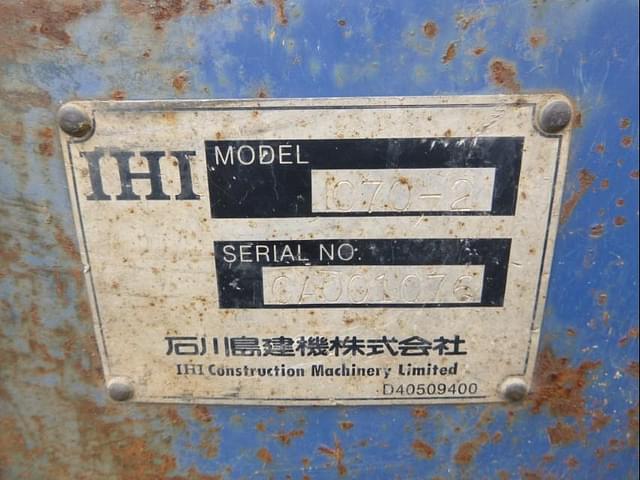 IHI
MODEL
IC70-2
SERIAL NO.
石川島建機株式会社
IHI Construction Machinery Limited
D40509400